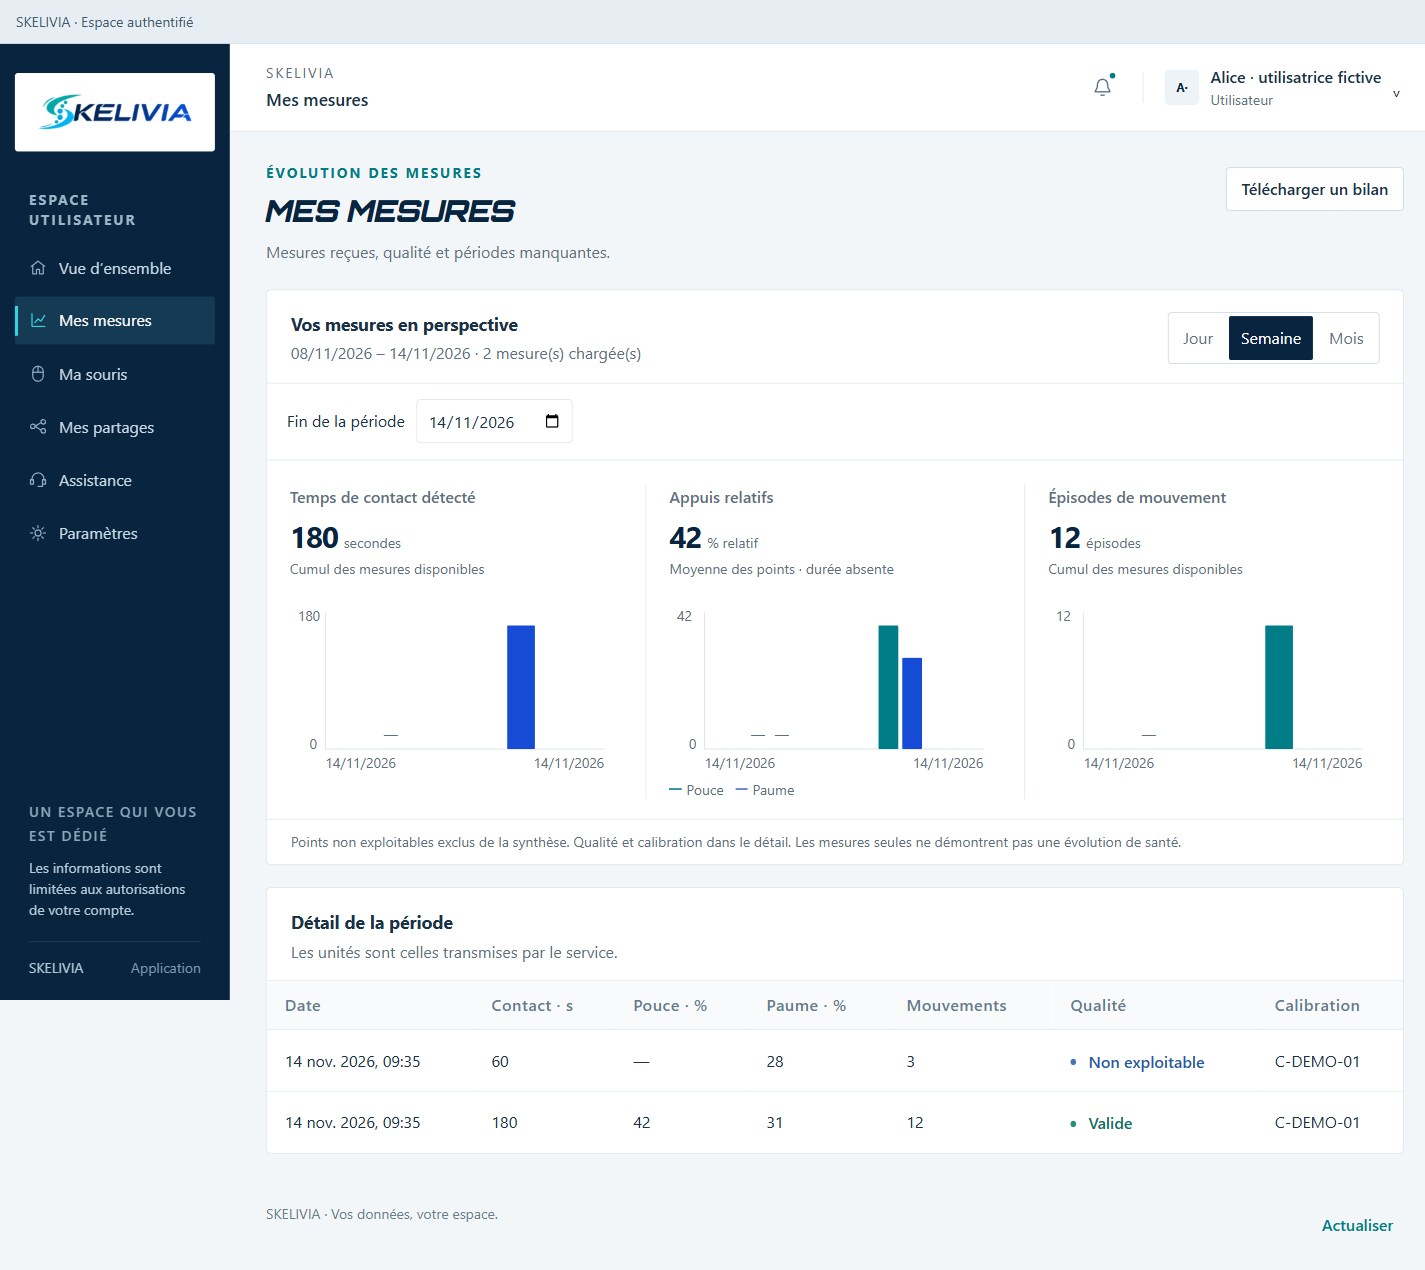 SKELIVIA · Espace authentifié
SKELIVIA
ESPACE
UTILISATEUR
Vue d’ensemble
Mes mesures
Ma souris
Mes partages
Assistance
Paramètres
UN ESPACE QUI VOUS
EST DÉDIÉ
Les informations sont
limitées aux autorisations
de votre compte.
SKELIVIA Application
SKELIVIA
Mes mesures
A·
Alice · utilisatrice fictive
Utilisateur
v
ÉVOLUTION DES MESURES
MES MESURES
Mesures reçues, qualité et périodes manquantes.
Télécharger un bilan
Vos mesures en perspective
08/11/2026 – 14/11/2026 · 2 mesure(s) chargée(s)
Jour Semaine Mois
Fin de la période 14/11/2026
Temps de contact détecté
180 secondes
Cumul des mesures disponibles
180
—
0
14/11/2026 14/11/2026
Appuis relatifs
42 % relatif
Moyenne des points · durée absente
42
— —
0
14/11/2026 14/11/2026
Pouce Paume
Épisodes de mouvement
12 épisodes
Cumul des mesures disponibles
12
—
0
14/11/2026 14/11/2026
Points non exploitables exclus de la synthèse. Qualité et calibration dans le détail. Les mesures seules ne démontrent pas une évolution de santé.
Détail de la période
Les unités sont celles transmises par le service.
Date Contact · s Pouce · % Paume · % Mouvements Qualité Calibration
14 nov. 2026, 09:35 60 — 28 3 • Non exploitable C-DEMO-01
14 nov. 2026, 09:35 180 42 31 12 • Valide C-DEMO-01
SKELIVIA · Vos données, votre espace.
Actualiser